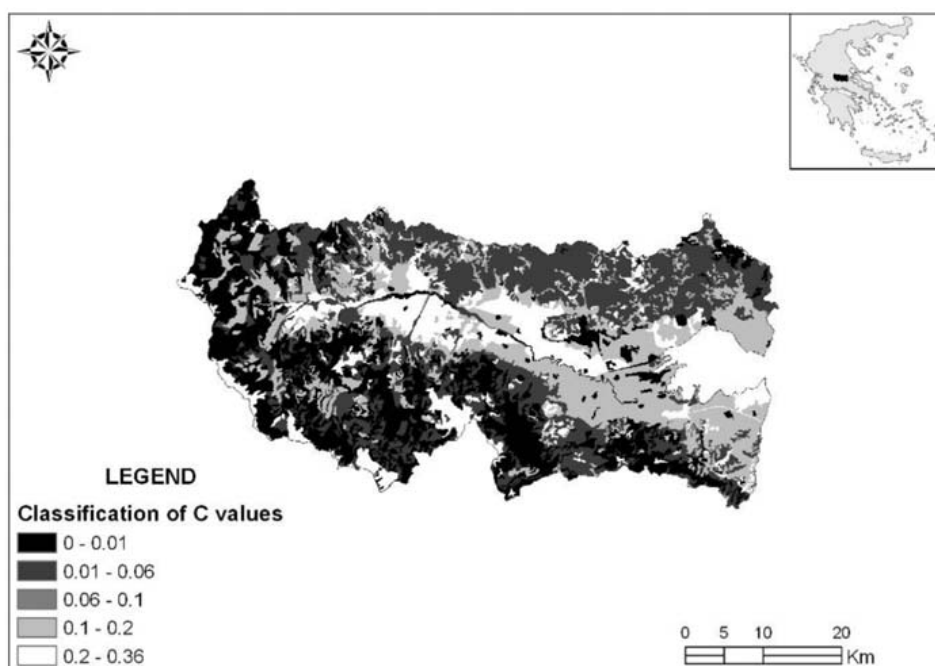 LEGEND
Classification of C values
0 - 0.01
0.01 - 0.06
0.06 - 0.1
0.1 - 0.2
0.2 - 0.36
0 5 10 20
Km